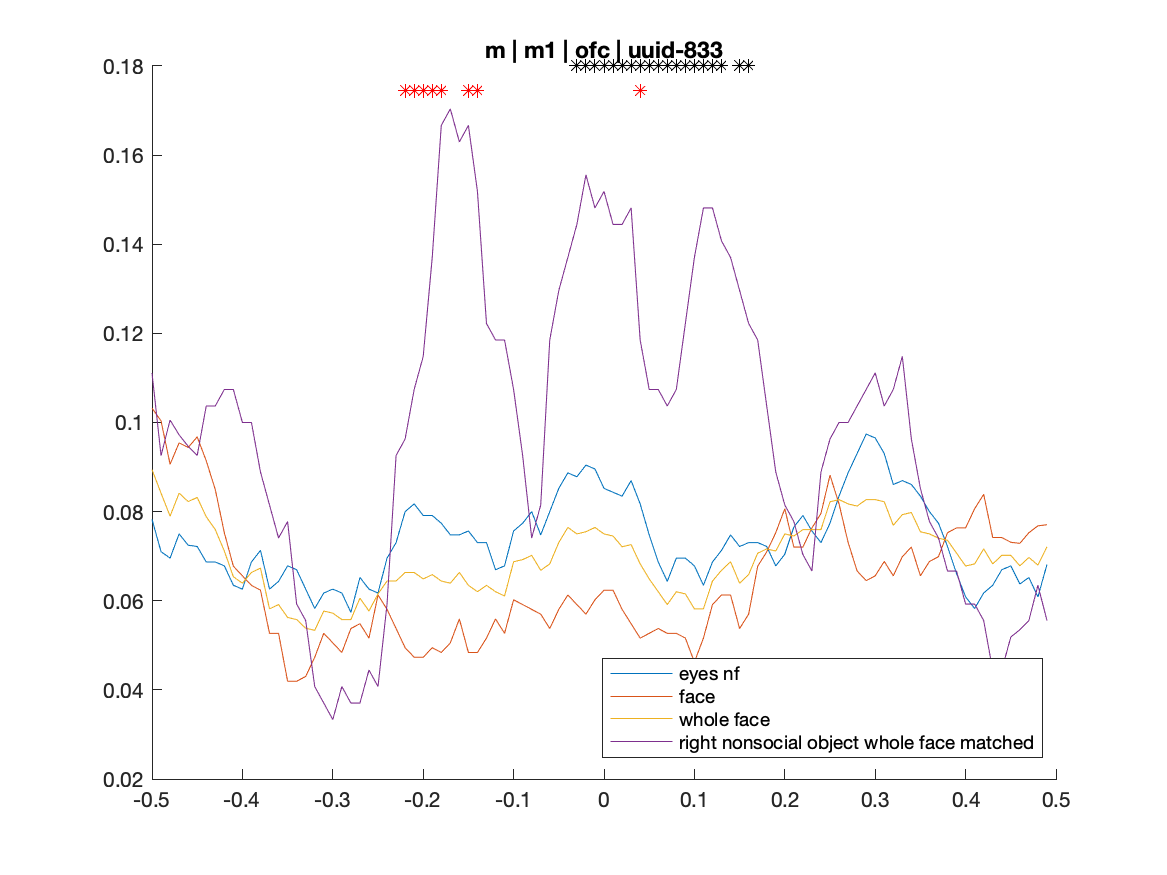 m | m1 | ofc | uuid-833
0.18
0.16
0.14
0.12
0.1
0.08
0.06
0.04
0.02
eyes nf
face
whole face
right nonsocial object whole face matched
-0.5 -0.4 -0.3 -0.2 -0.1 0 0.1 0.2 0.3 0.4 0.5